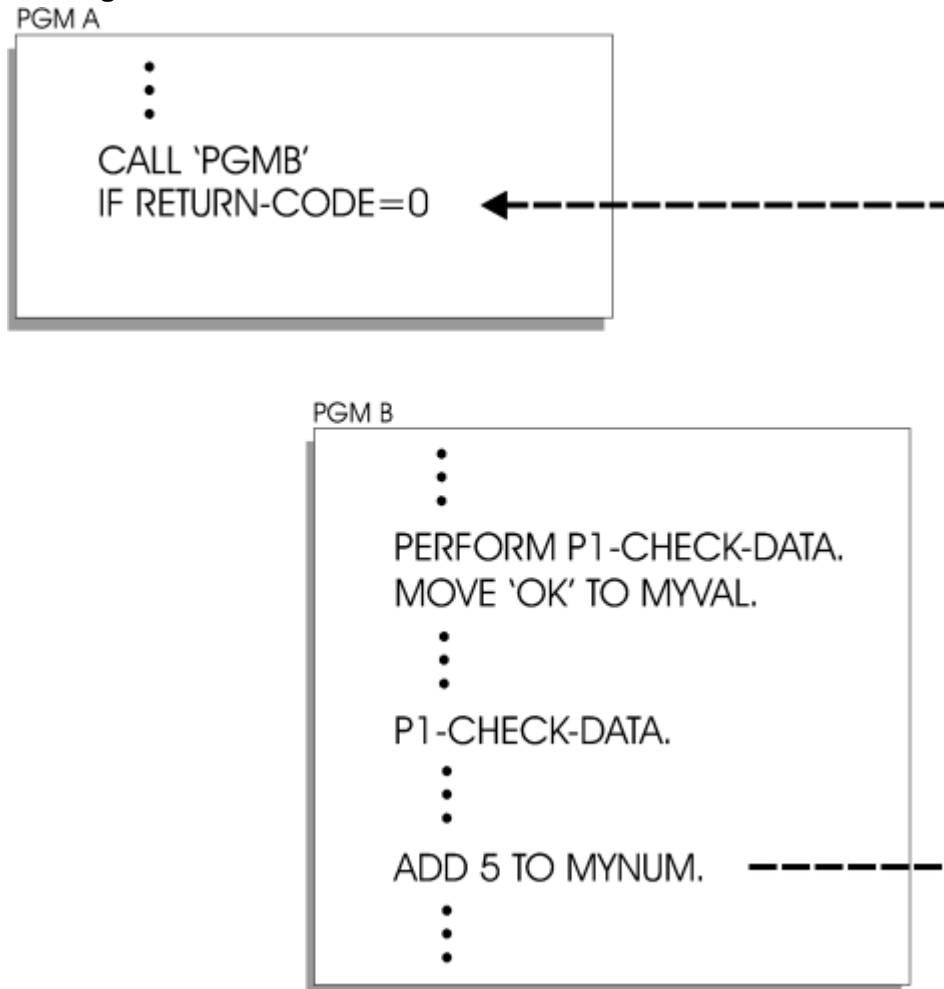 PGM A
CALL ‘PGMB’
IF RETURN-CODE=0
PGM B
PERFORM P1-CHECK-DATA.
MOVE ‘OK’ TO MYVAL.
P1-CHECK-DATA.
ADD 5 TO MYNUM.